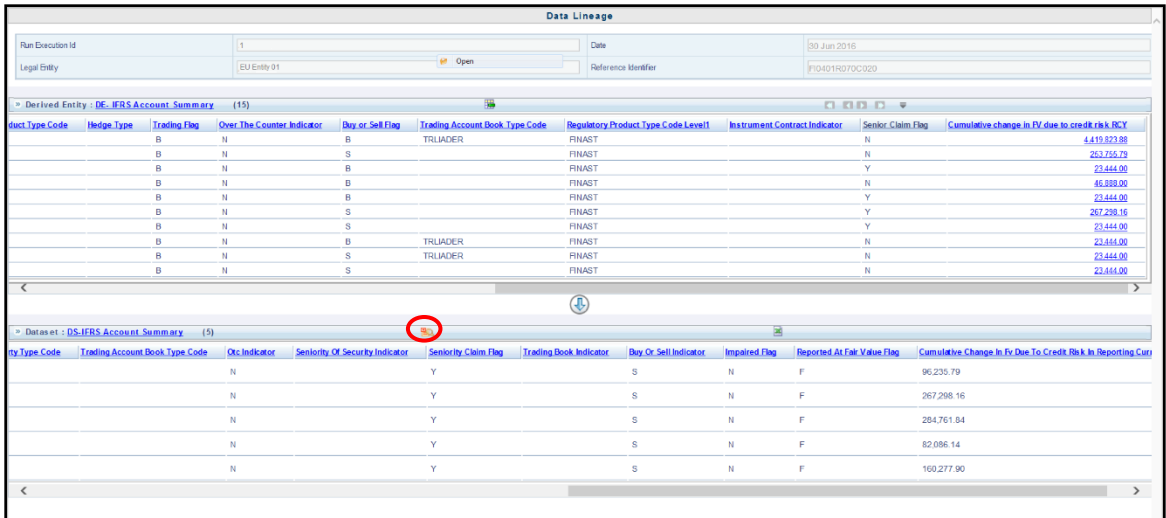 Data Lineage
Run Execution Id 1 Date 30 Jun 2016
Open
Legal Entity EU Entity 01 Reference Identifier FI0401R070C020
» Derived Entity : DE- IFRS Account Summary (15)
duct Type Code Hedge Type Trading Flag Over The Counter Indicator Buy or Sell Flag Trading Account Book Type Code Regulatory Product Type Code Level1 Instrument Contract Indicator Senior Claim Flag Cumulative change in FV due to credit risk RCY
B N B TRLIADER FINAST N 4,419,823.88
B N S FINAST N 253,755.79
B N B FINAST Y 23,444.00
B N B FINAST N 46,888.00
B N B FINAST Y 23,444.00
B N S FINAST Y 267,298.16
B N S FINAST Y 23,444.00
B N B TRLIADER FINAST N 23,444.00
B N S TRLIADER FINAST N 23,444.00
B N S FINAST N 23,444.00
» Dataset : DS-IFRS Account Summary (5)
rty Type Code Trading Account Book Type Code Otc Indicator Seniority Of Security Indicator Seniority Claim Flag Trading Book Indicator Buy Or Sell Indicator Impaired Flag Reported At Fair Value Flag Cumulative Change In Fv Due To Credit Risk In Reporting Curr
N Y S N F 96,235.79
N Y S N F 267,298.16
N Y S N F 284,761.84
N Y S N F 82,086.14
N Y S N F 160,277.90